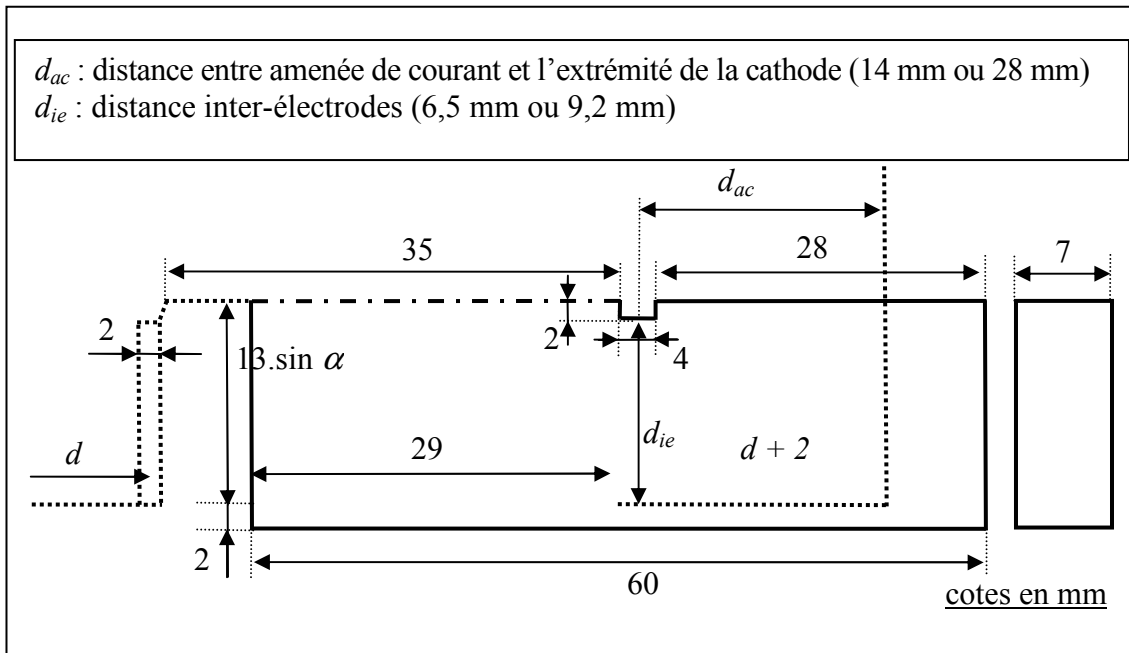 d_ac : distance entre amenée de courant et l'extrémité de la cathode (14 mm ou 28 mm)
d_ie : distance inter-électrodes (6,5 mm ou 9,2 mm)
d_ac
35
28
7
2
2
13.sin α
4
d
29
d_ie
d + 2
2
60
cotes en mm